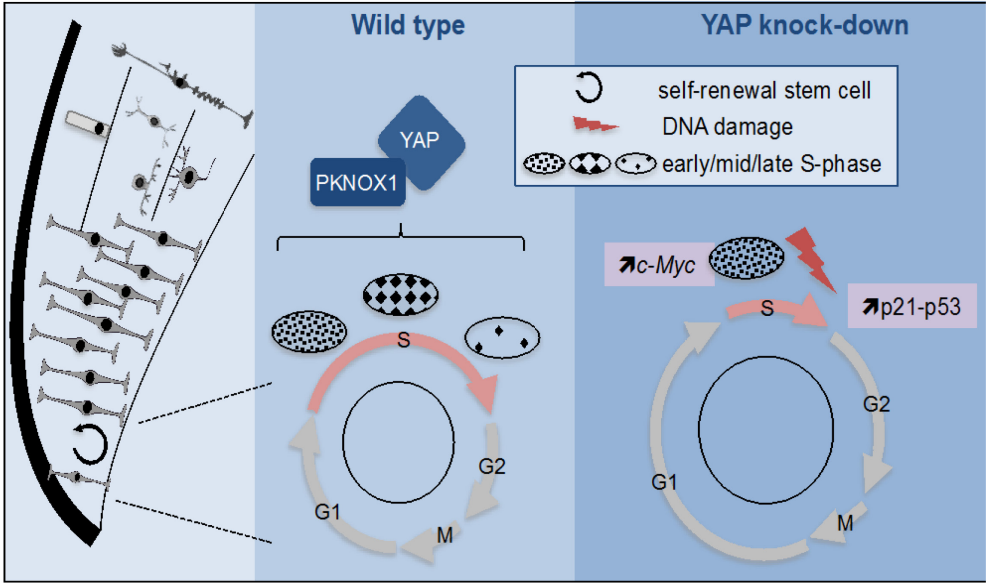 Wild type
YAP knock-down
self-renewal stem cell
DNA damage
early/mid/late S-phase
YAP
PKNOX1
S
G2
M
G1
↗c-Myc
↗p21-p53
S
G2
M
G1